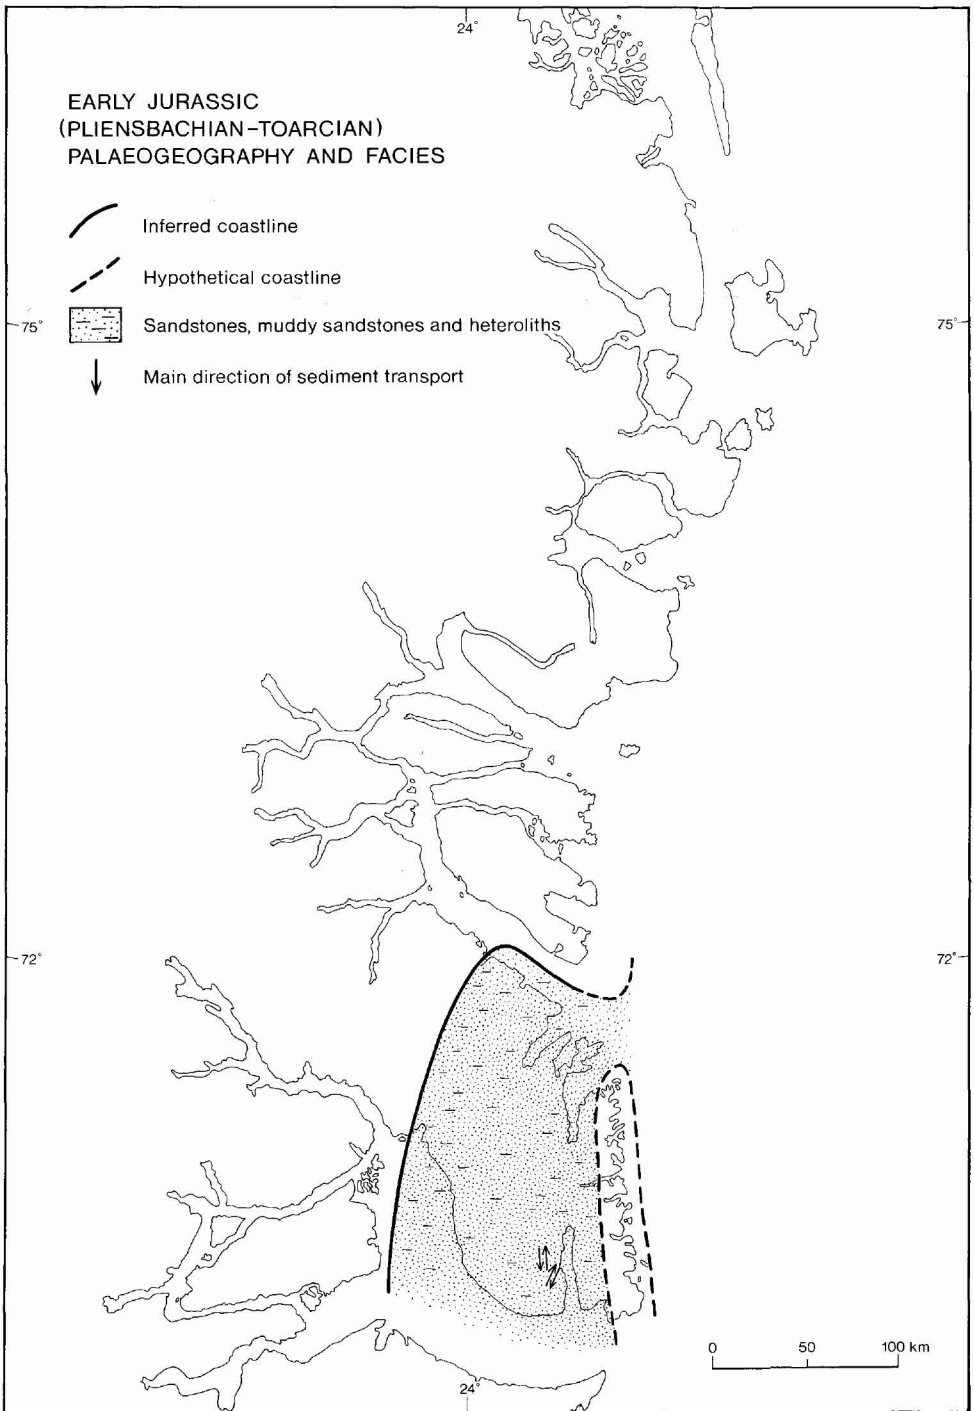 24°
EARLY JURASSIC
(PLIENSBACHIAN-TOARCIAN)
PALAEOGEOGRAPHY AND FACIES
Inferred coastline
Hypothetical coastline
75°
Sandstones, muddy sandstones and heteroliths
75°
Main direction of sediment transport
72°
72°
0 50 100 km
24°